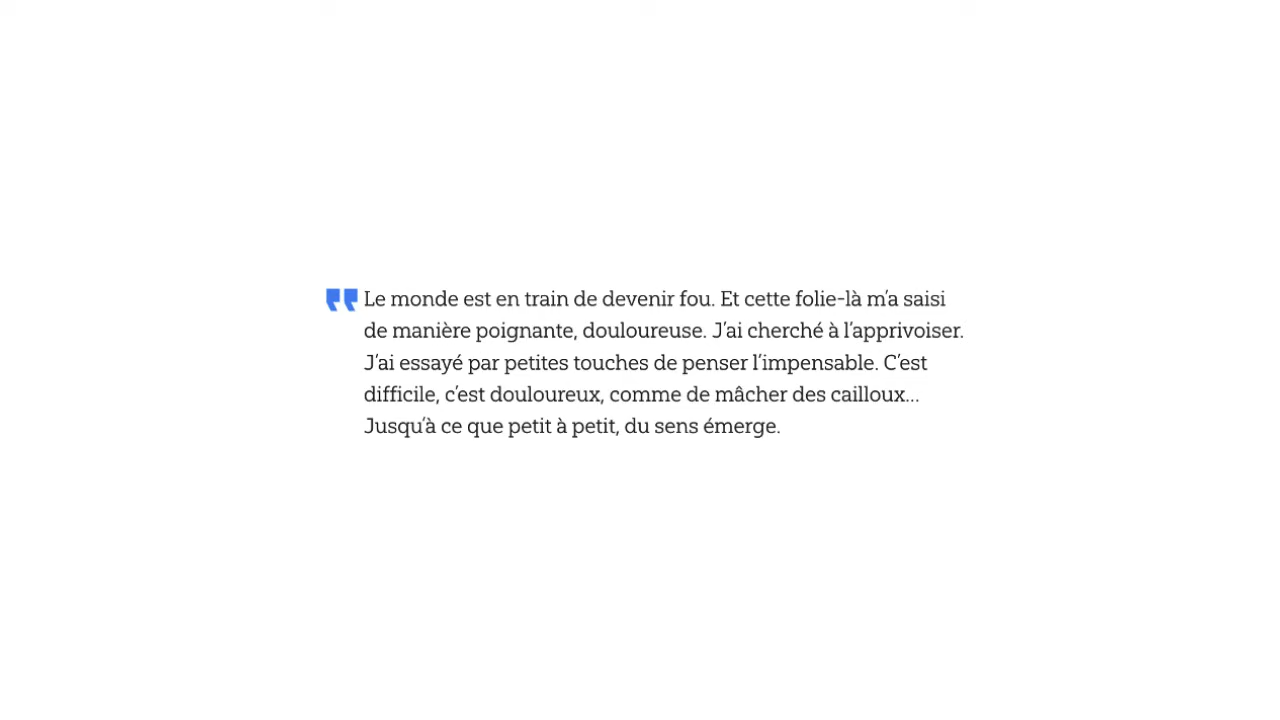 Le monde est en train de devenir fou. Et cette folie-là m’a saisi
de manière poignante, douloureuse. J’ai cherché à l’apprivoiser.
J’ai essayé par petites touches de penser l’impensable. C’est
difficile, c’est douloureux, comme de mâcher des cailloux...
Jusqu’à ce que petit à petit, du sens émerge.